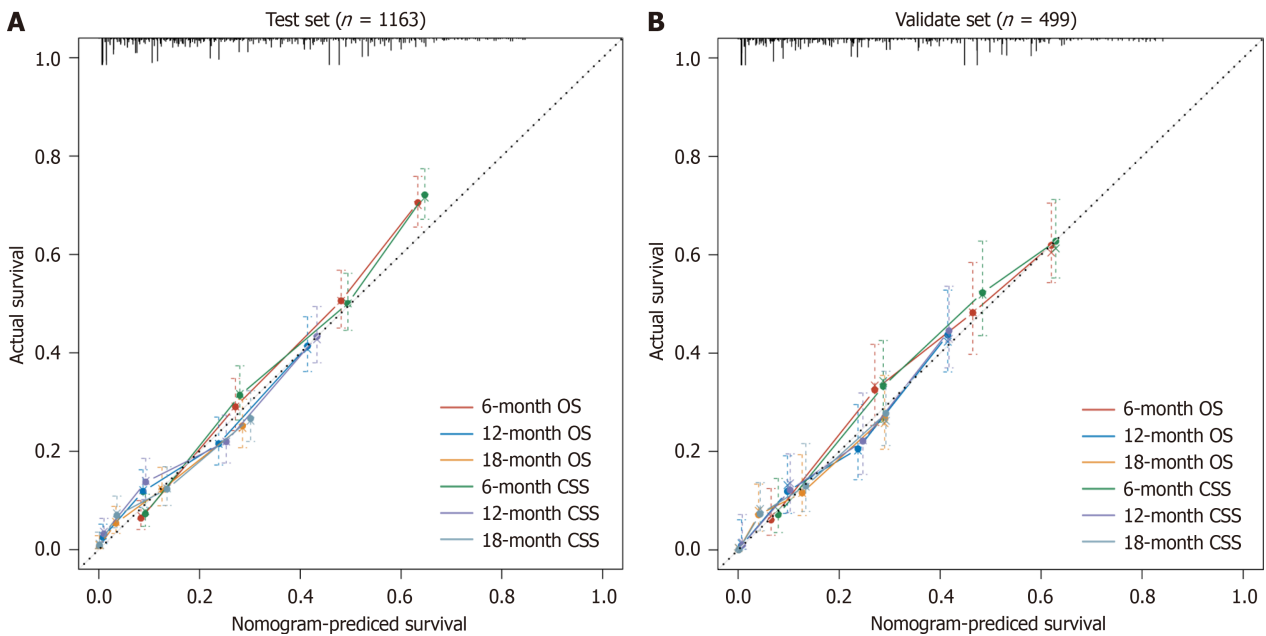 A
Test set (n = 1163)
1.0
0.8
0.6
0.4
0.2
0.0
Actual survival
0.0 0.2 0.4 0.6 0.8 1.0
Nomogram-prediced survival
6-month OS
12-month OS
18-month OS
6-month CSS
12-month CSS
18-month CSS
B
Validate set (n = 499)
1.0
0.8
0.6
0.4
0.2
0.0
Actual survival
0.0 0.2 0.4 0.6 0.8 1.0
Nomogram-prediced survival
6-month OS
12-month OS
18-month OS
6-month CSS
12-month CSS
18-month CSS